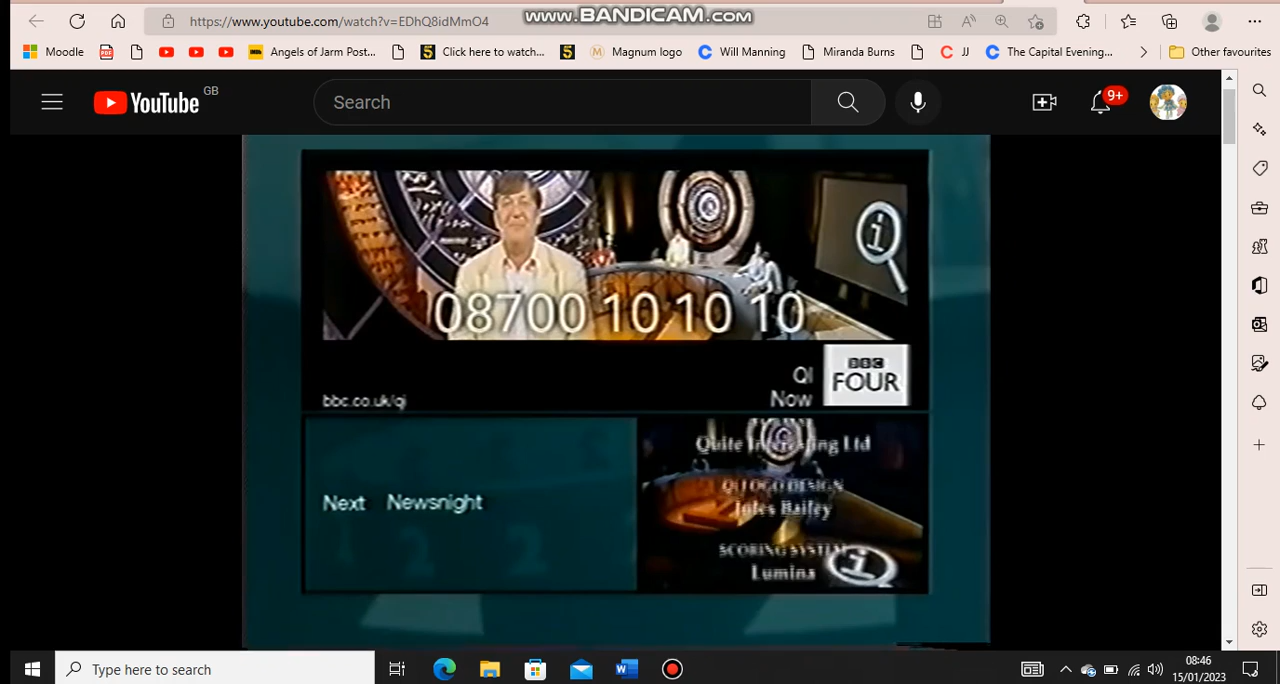 https://www.youtube.com/watch?v=EDhQ8idMmO4
www.BANDICAM.com
Moodle
Angels of Jarm Post...
Click here to watch...
Magnum logo
Will Manning
Miranda Burns
JJ
The Capital Evening...
Other favourites
YouTube GB
Search
9+
08700 10 10 10
QI
Now
BBC
FOUR
bbc.co.uk/qi
Next Newsnight
Quite Interesting Ltd
QI LOGO DESIGN
Jules Bailey
SCORING SYSTEM
Lumina
Type here to search
08:46
15/01/2023